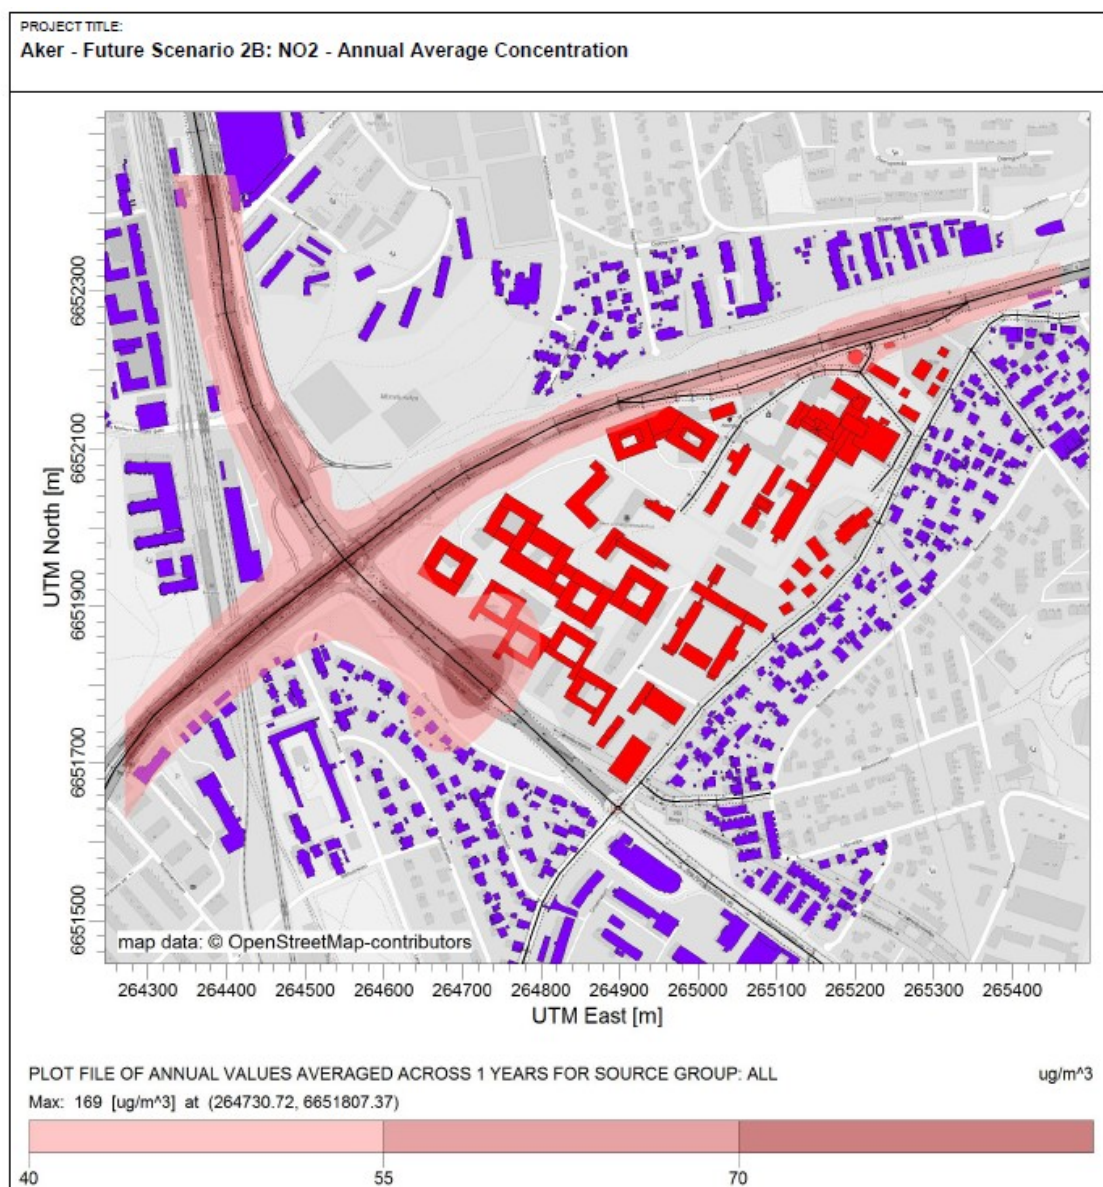 PROJECT TITLE:
Aker - Future Scenario 2B: NO2 - Annual Average Concentration
UTM North [m]
6652300
6652100
6651900
6651700
6651500
map data: © OpenStreetMap-contributors
264300 264400 264500 264600 264700 264800 264900 265000 265100 265200 265300 265400
UTM East [m]
PLOT FILE OF ANNUAL VALUES AVERAGED ACROSS 1 YEARS FOR SOURCE GROUP: ALL ug/m^3
Max: 169 [ug/m^3] at (264730.72, 6651807.37)
40 55 70